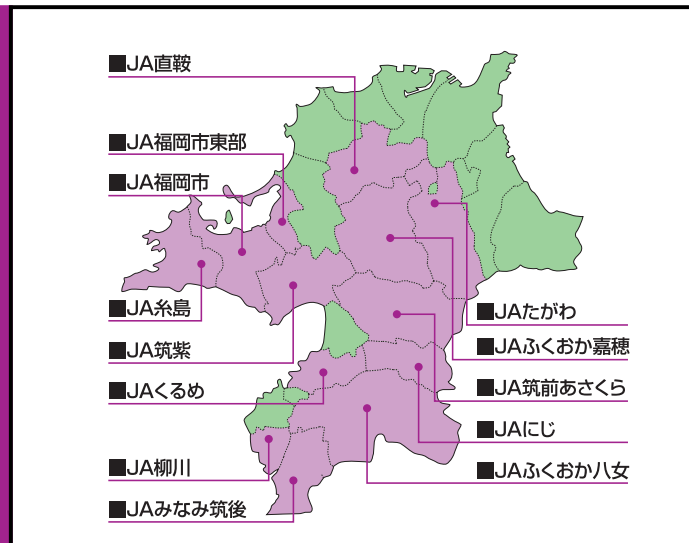 ■JA直鞍
■JA福岡市東部
■JA福岡市
■JA糸島
■JA筑紫
■JAくるめ
■JA柳川
■JAみなみ筑後
■JAたがわ
■JAふくおか嘉穂
■JA筑前あさくら
■JAにじ
■JAふくおか八女